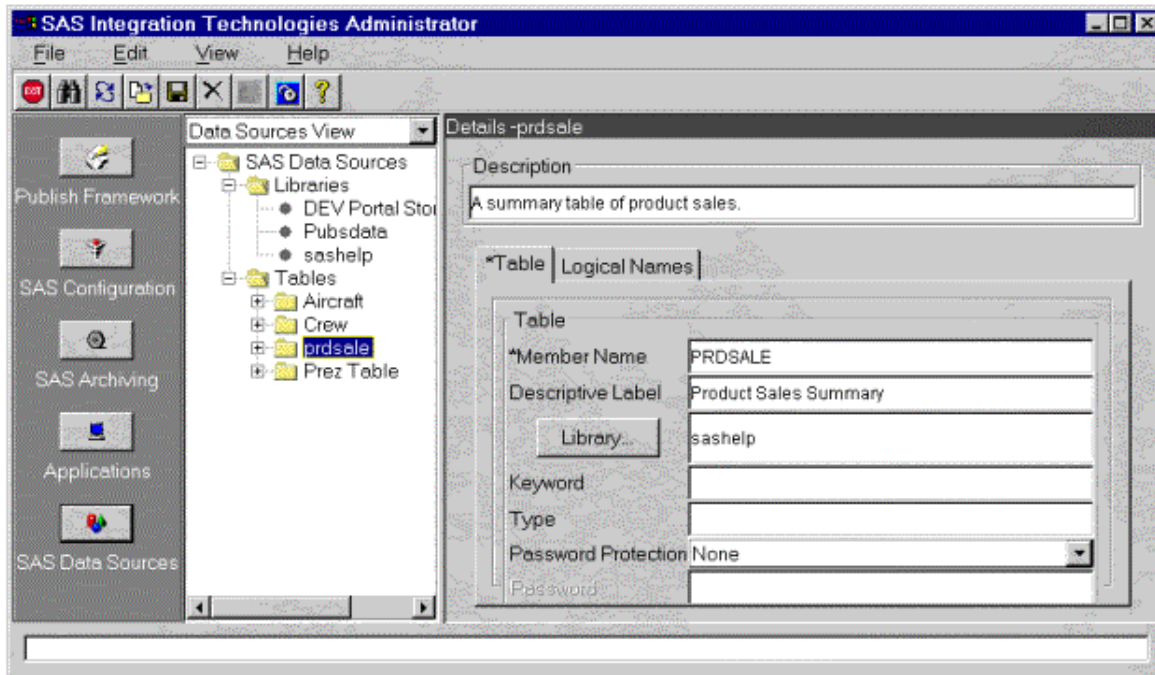 SAS Integration Technologies Administrator
File Edit View Help
EXIT
Publish Framework
SAS Configuration
SAS Archiving
Applications
SAS Data Sources
Data Sources View
SAS Data Sources
Libraries
DEV Portal Stor
Pubsdata
sashelp
Tables
Aircraft
Crew
prdsale
Prez Table
Details -prdsale
Description
A summary table of product sales.
*Table Logical Names
Table
*Member Name PRDSALE
Descriptive Label Product Sales Summary
Library... sashelp
Keyword
Type
Password Protection None
Password